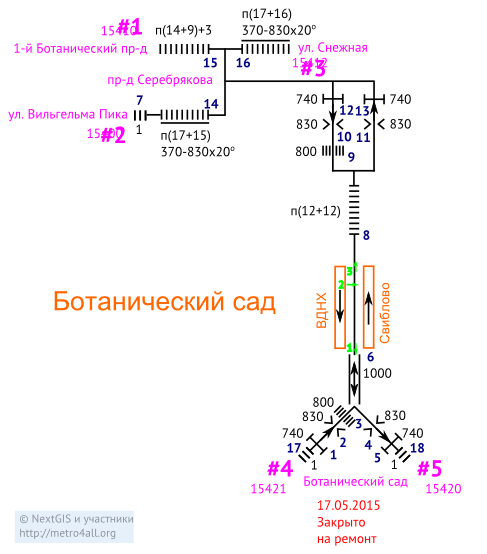 #1
15420
п(14+9)+3
п(17+16)
370-830x20°
1-й Ботанический пр-д
15
16
ул. Снежная
15412
#3
пр-д Серебрякова
7
14
ул. Вильгельма Пика
15400
#2
1
п(17+15)
370-830x20°
740
740
12
13
830
830
10
11
800
9
п(12+12)
8
3
2
ВДНХ
Свиблово
Ботанический сад
1
6
1000
800
830
830
3
740
740
17
2
4
18
1
5
#4
1
1
#5
15421
Ботанический сад
15420
17.05.2015
Закрыто
на ремонт
© NextGIS и участники
http://metro4all.org